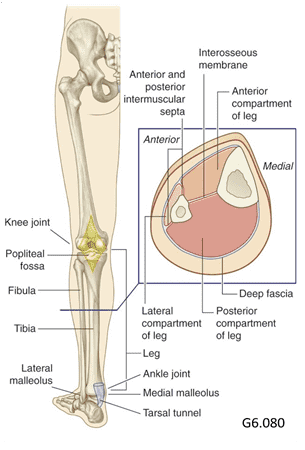 Interosseous
membrane
Anterior and
posterior
intermuscular
septa
Anterior
compartment
of leg
Anterior
Medial
Knee joint
Popliteal
fossa
Fibula
Tibia
Lateral
malleolus
Deep fascia
Lateral
compartment
of leg
Posterior
compartment
of leg
Leg
Ankle joint
Medial malleolus
Tarsal tunnel
G6.080